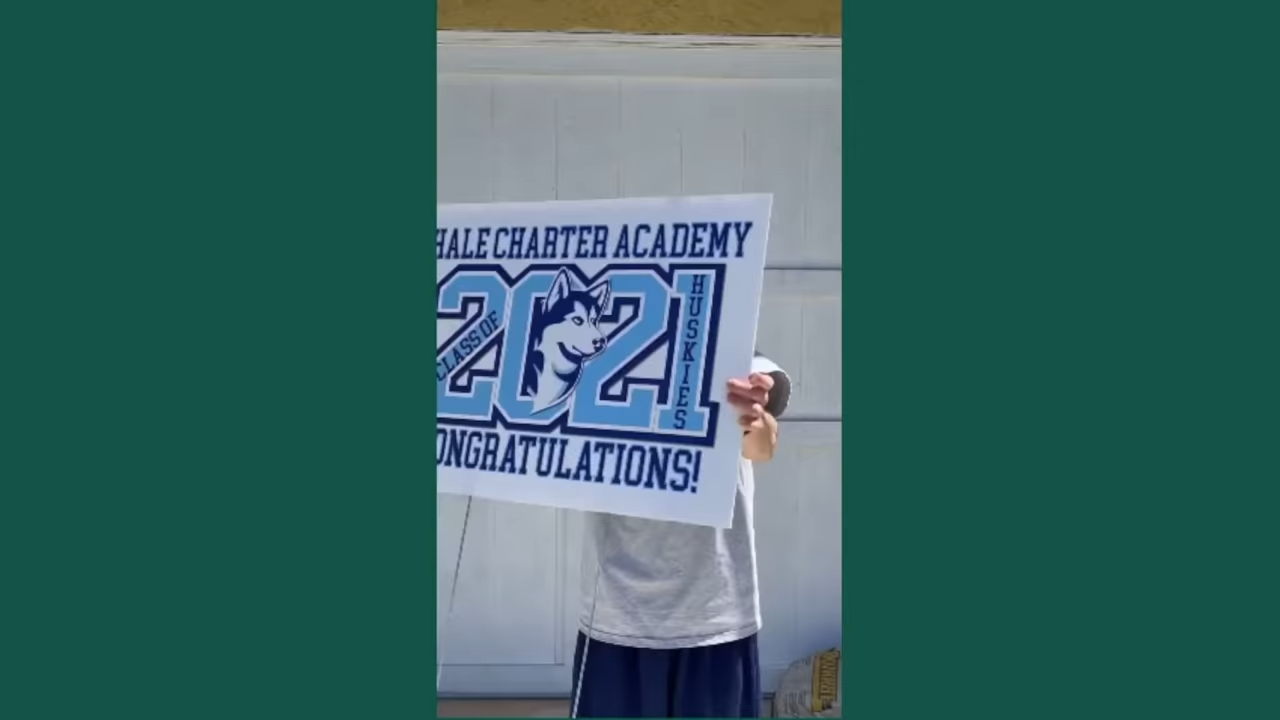 HALE CHARTER ACADEMY
CLASS OF
2021
HUSKIES
ONGRATULATIONS!